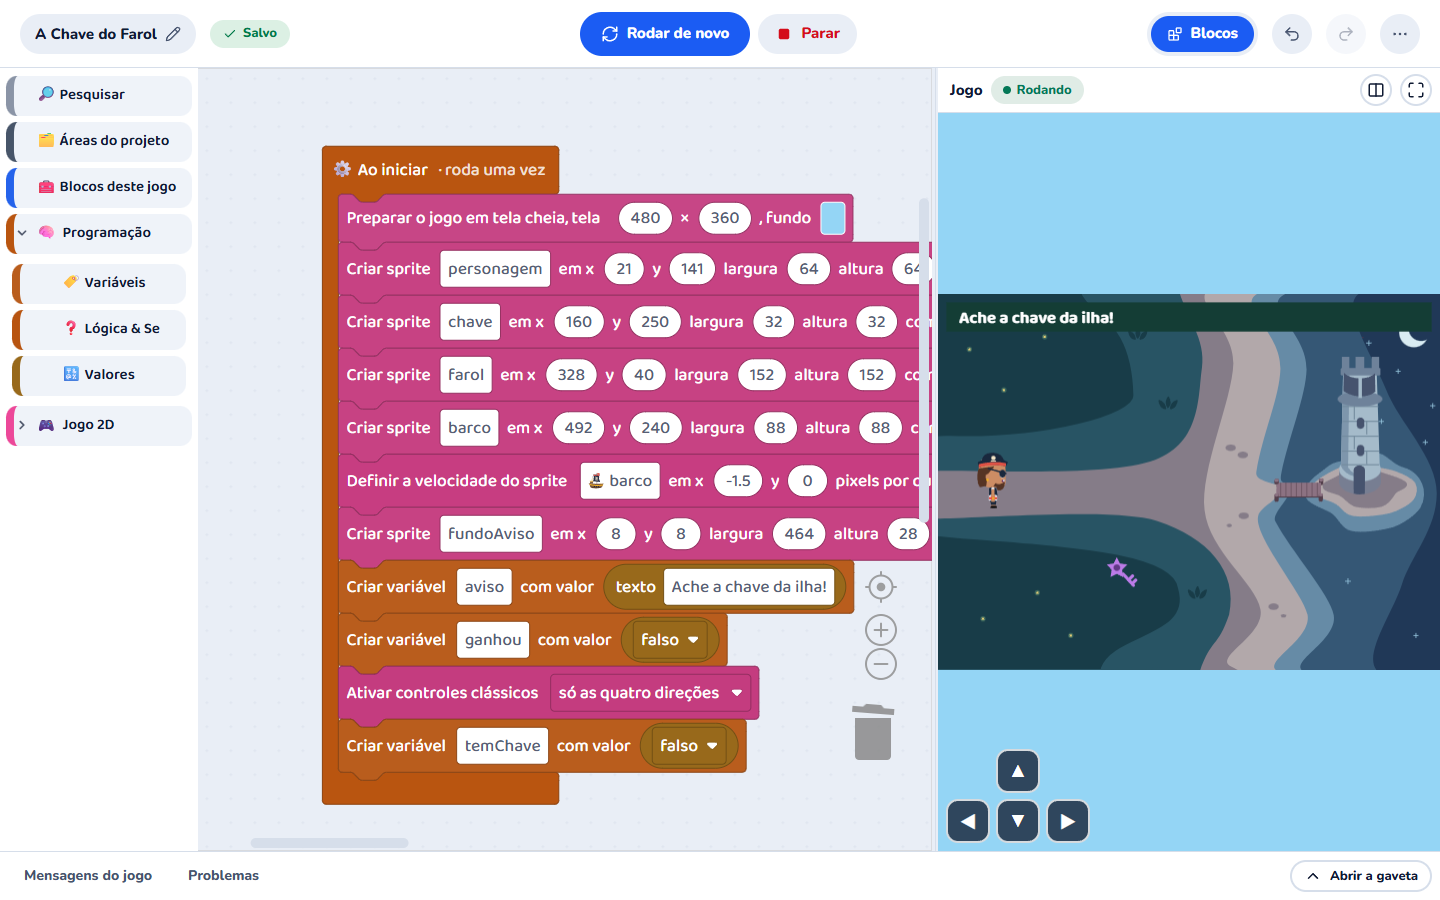 A Chave do Farol
Salvo
Rodar de novo
Parar
Blocos
Pesquisar
Áreas do projeto
Blocos deste jogo
Programação
Variáveis
Lógica & Se
Valores
Jogo 2D
Ao iniciar · roda uma vez
Preparar o jogo em tela cheia, tela 480 × 360 , fundo
Criar sprite personagem em x 21 y 141 largura 64 altura 64
Criar sprite chave em x 160 y 250 largura 32 altura 32
Criar sprite farol em x 328 y 40 largura 152 altura 152
Criar sprite barco em x 492 y 240 largura 88 altura 88
Definir a velocidade do sprite barco em x -1.5 y 0 pixels por
Criar sprite fundoAviso em x 8 y 8 largura 464 altura 28
Criar variável aviso com valor texto Ache a chave da ilha!
Criar variável ganhou com valor falso
Ativar controles clássicos só as quatro direções
Criar variável temChave com valor falso
Jogo
Rodando
Ache a chave da ilha!
Mensagens do jogo
Problemas
Abrir a gaveta